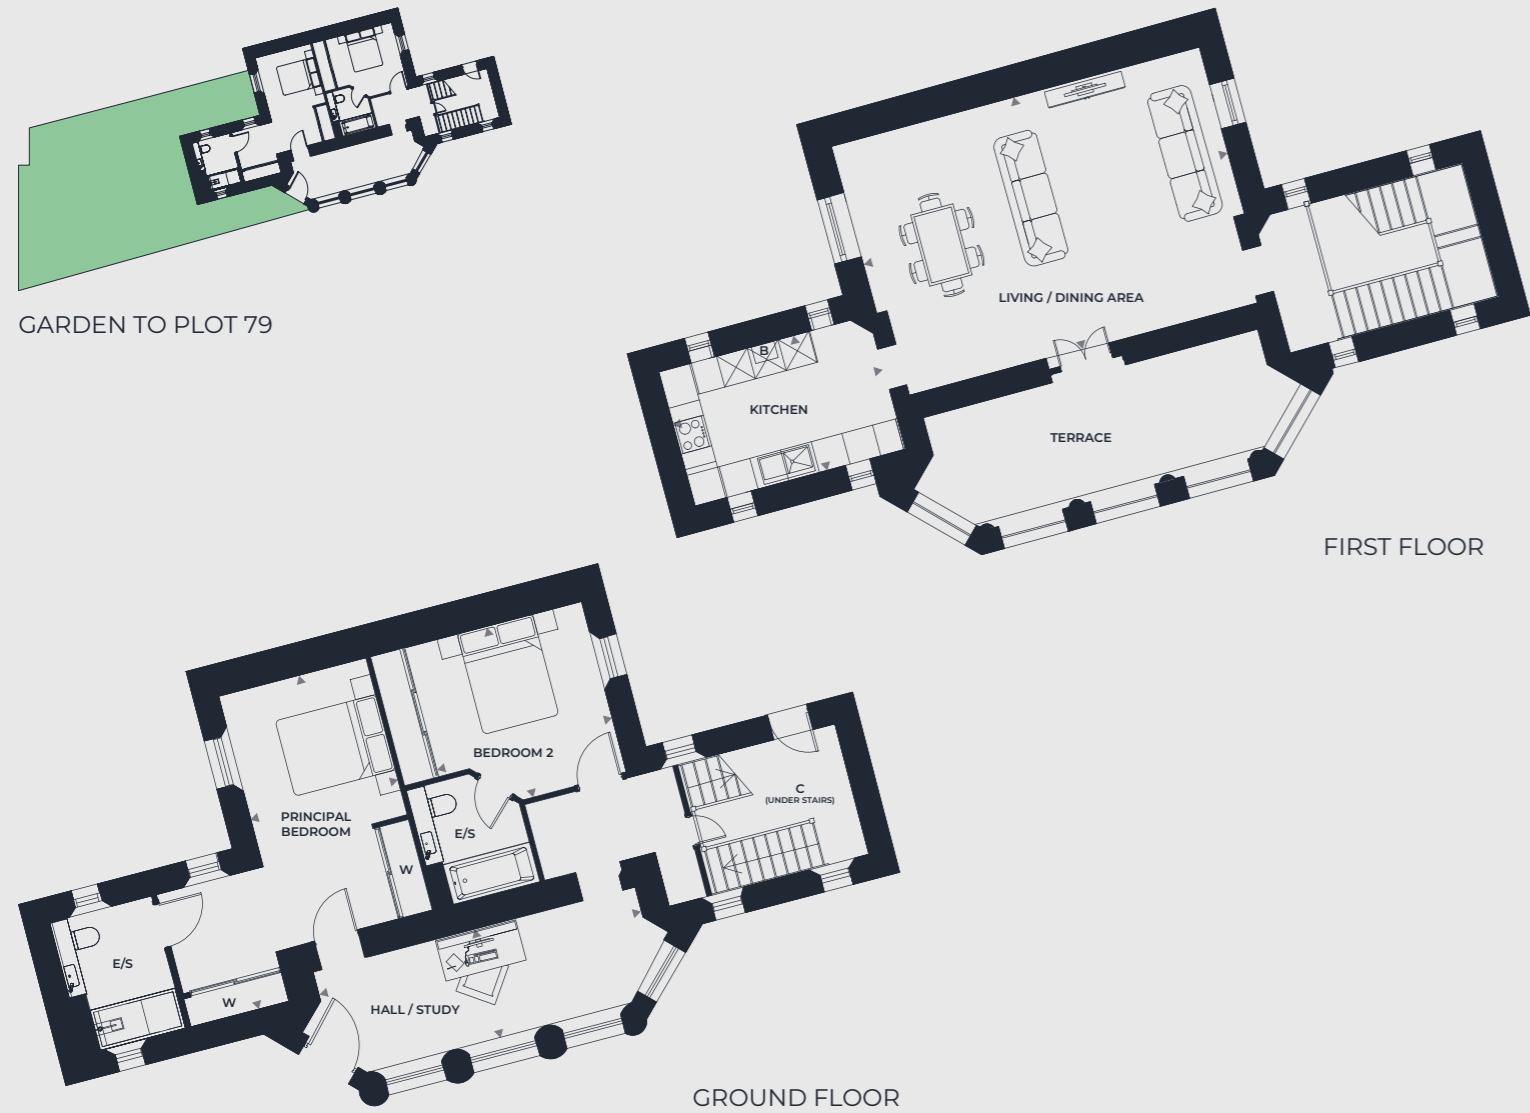 GARDEN TO PLOT 79
LIVING / DINING AREA
B
KITCHEN
TERRACE
FIRST FLOOR
BEDROOM 2
PRINCIPAL
BEDROOM
C
(UNDER STAIRS)
E/S
W
E/S
W
HALL / STUDY
GROUND FLOOR